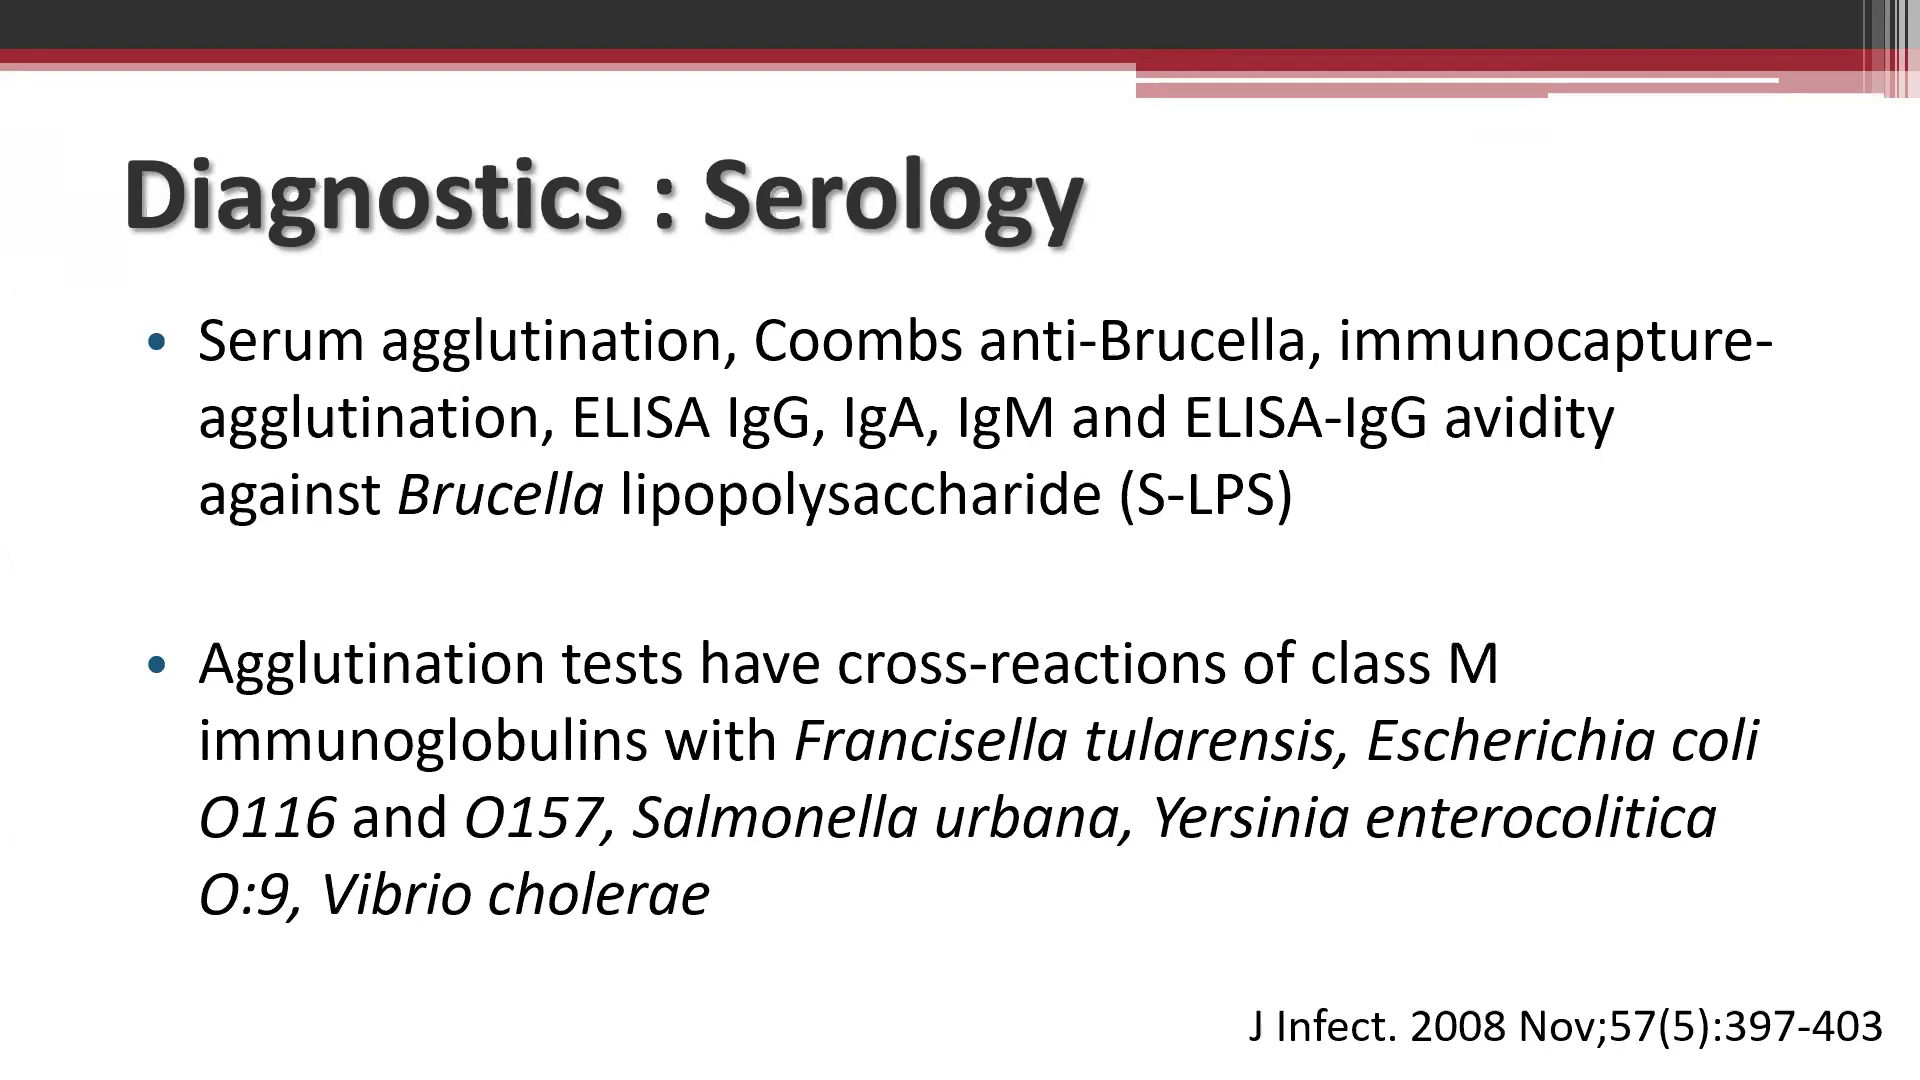 Diagnostics : Serology
• Serum agglutination, Coombs anti-Brucella, immunocapture-
agglutination, ELISA IgG, IgA, IgM and ELISA-IgG avidity
against Brucella lipopolysaccharide (S-LPS)
• Agglutination tests have cross-reactions of class M
immunoglobulins with Francisella tularensis, Escherichia coli
O116 and O157, Salmonella urbana, Yersinia enterocolitica
O:9, Vibrio cholerae
J Infect. 2008 Nov;57(5):397-403